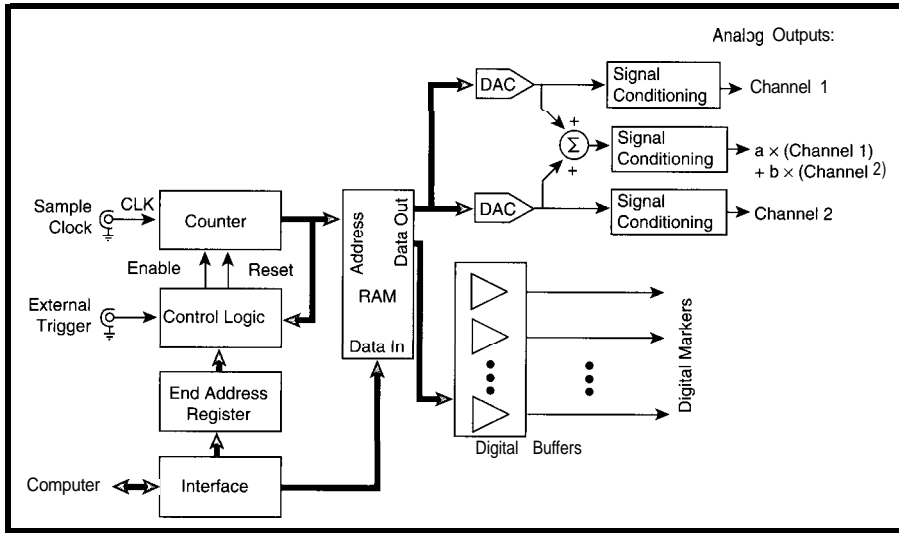 Analog Outputs:
DAC
Signal
Conditioning
Channel 1
+
Σ
+
Signal
Conditioning
a × (Channel 1)
+ b × (Channel 2)
DAC
Signal
Conditioning
Channel 2
Sample
Clock
CLK
Counter
Enable
Reset
External
Trigger
Control Logic
End Address
Register
Computer
Interface
Address
Data Out
RAM
Data In
Digital Buffers
Digital Markers